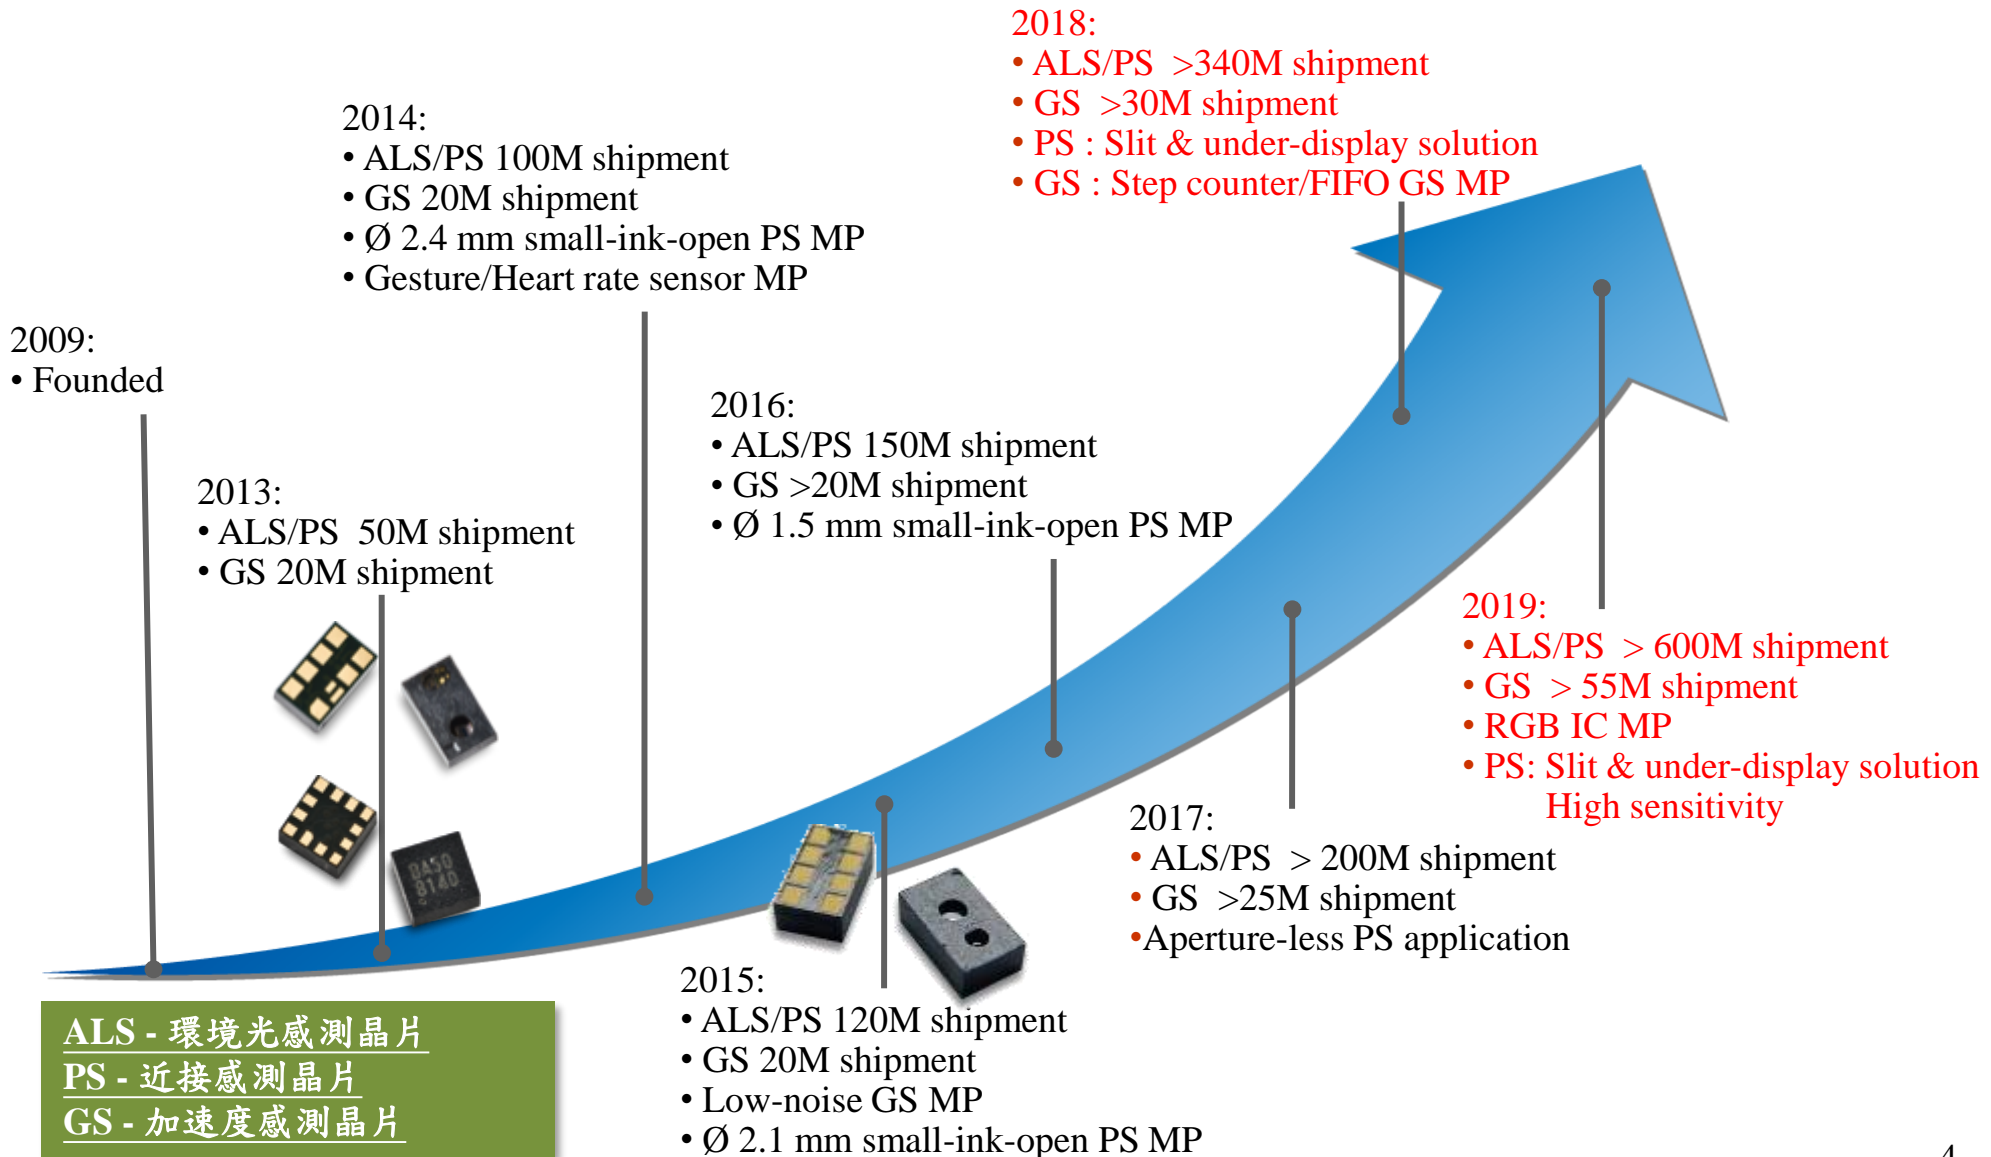 2009:
• Founded
2013:
• ALS/PS 50M shipment
• GS 20M shipment
2014:
• ALS/PS 100M shipment
• GS 20M shipment
• Ø 2.4 mm small-ink-open PS MP
• Gesture/Heart rate sensor MP
2015:
• ALS/PS 120M shipment
• GS 20M shipment
• Low-noise GS MP
• Ø 2.1 mm small-ink-open PS MP
2016:
• ALS/PS 150M shipment
• GS >20M shipment
• Ø 1.5 mm small-ink-open PS MP
2017:
• ALS/PS > 200M shipment
• GS >25M shipment
•Aperture-less PS application
2018:
• ALS/PS >340M shipment
• GS >30M shipment
• PS : Slit & under-display solution
• GS : Step counter/FIFO GS MP
2019:
• ALS/PS > 600M shipment
• GS > 55M shipment
• RGB IC MP
• PS: Slit & under-display solution
High sensitivity
ALS - 環境光感測晶片
PS - 近接感測晶片
GS - 加速度感測晶片
4